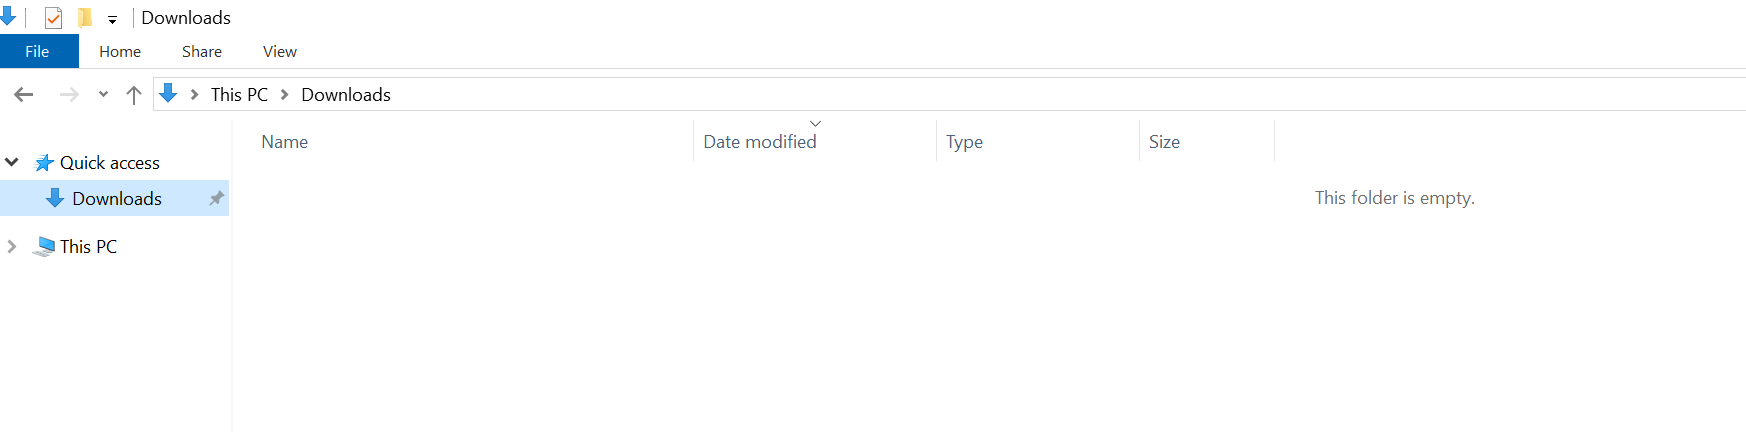 Downloads
File Home Share View
This PC Downloads
Name Date modified Type Size
Quick access
Downloads
This PC
This folder is empty.